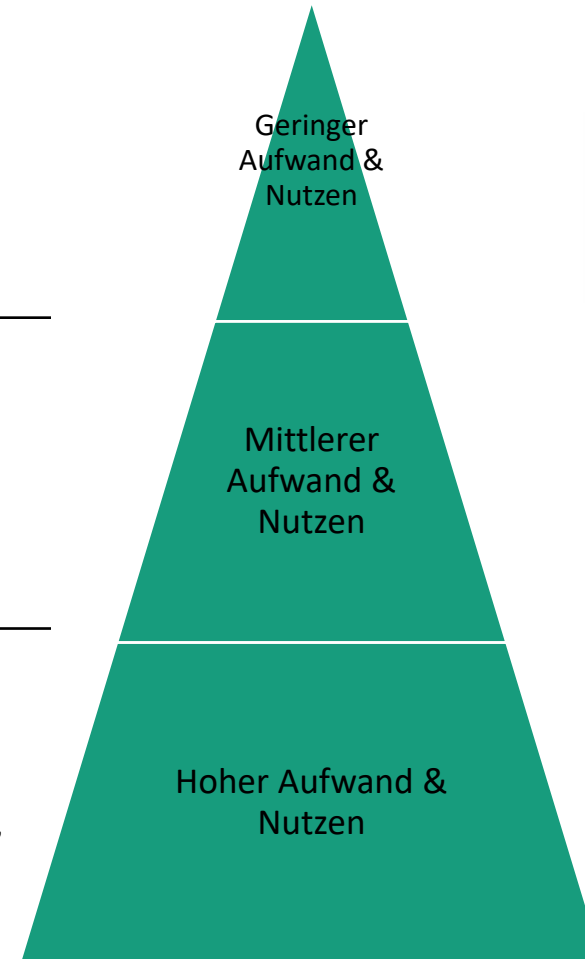 Geringer
Aufwand &
Nutzen
Mittlerer
Aufwand &
Nutzen
Hoher Aufwand &
Nutzen